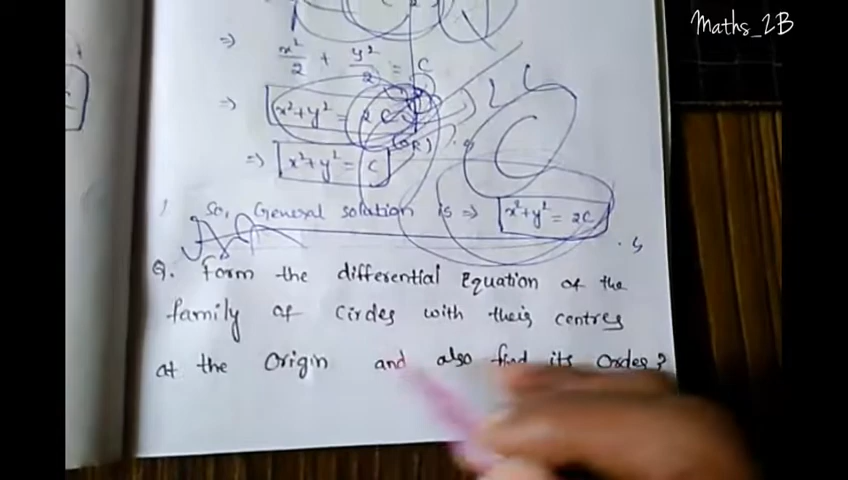 Maths_2B
=> x²/2 + y²/2 = C
=> x²+y² = 2C
(OR)
=> x²+y² = C
So, General solution is => x²+y² = 2C
Q. Form the differential Equation of the
family of Circles with their centres
at the Origin and also find its Order?